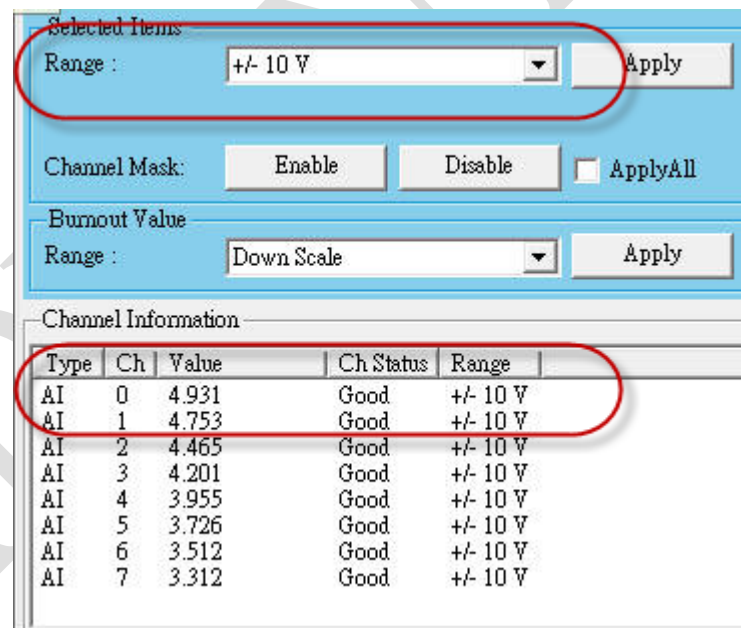 Selected Items
Range : +/- 10 V Apply
Channel Mask: Enable Disable ApplyAll
Burnout Value
Range : Down Scale Apply
Channel Information
Type Ch Value Ch Status Range
AI 0 4.931 Good +/- 10 V
AI 1 4.753 Good +/- 10 V
AI 2 4.465 Good +/- 10 V
AI 3 4.201 Good +/- 10 V
AI 4 3.955 Good +/- 10 V
AI 5 3.726 Good +/- 10 V
AI 6 3.512 Good +/- 10 V
AI 7 3.312 Good +/- 10 V